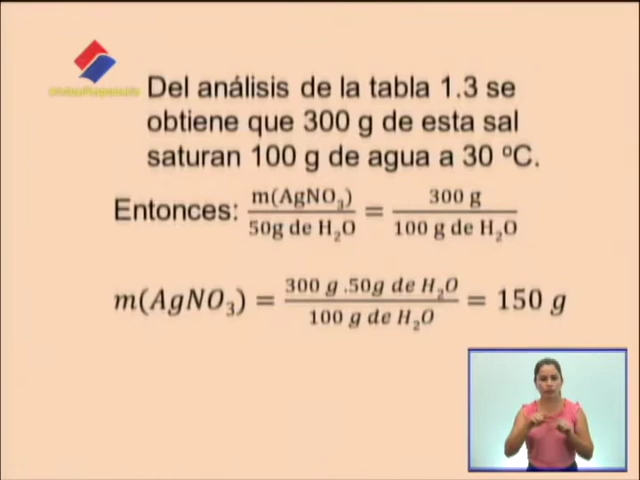 Del análisis de la tabla 1.3 se
obtiene que 300 g de esta sal
saturan 100 g de agua a 30 ºC.
Entonces: m(AgNO₃)/50g de H₂O = 300 g/100 g de H₂O
m(AgNO₃) = 300 g .50g de H₂O/100 g de H₂O = 150 g